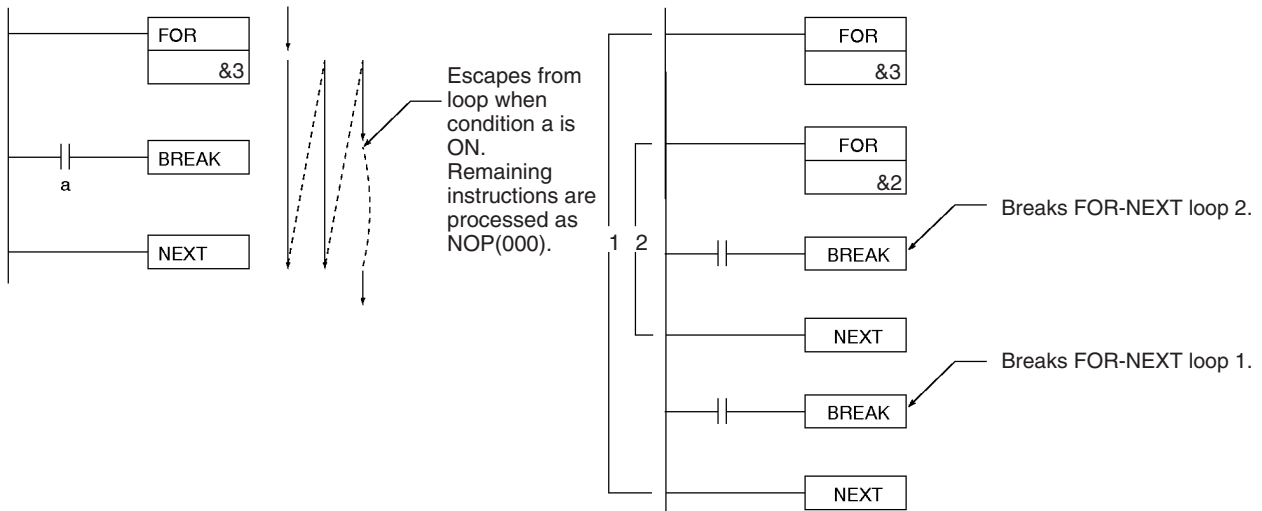 FOR
&3
a
BREAK
NEXT
Escapes from
loop when
condition a is
ON.
Remaining
instructions are
processed as
NOP(000).
1 2
FOR
&3
FOR
&2
BREAK
Breaks FOR-NEXT loop 2.
NEXT
BREAK
Breaks FOR-NEXT loop 1.
NEXT